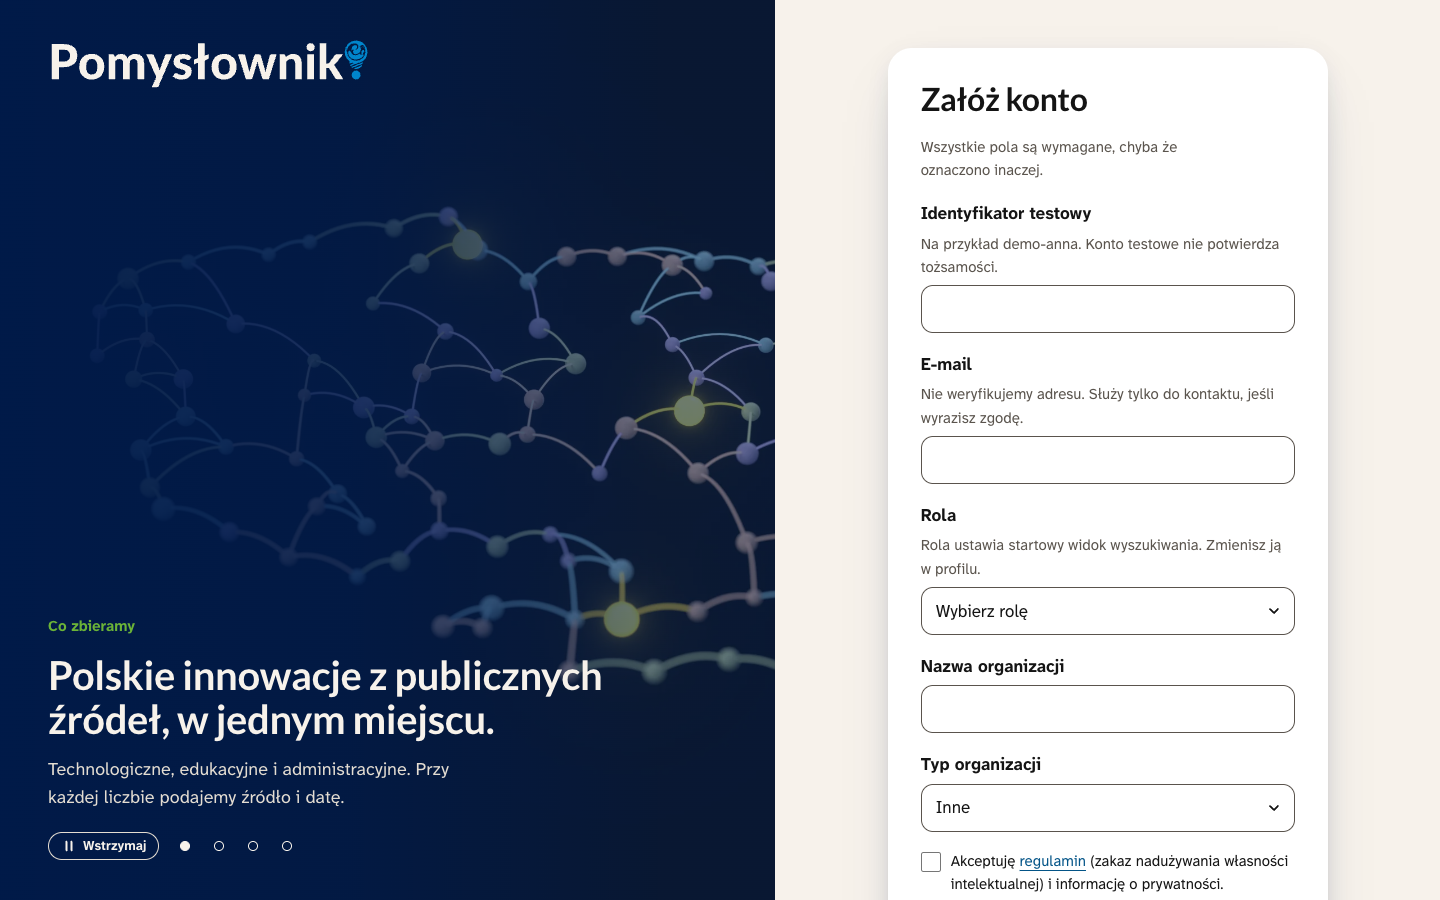 Pomysłownik
Co zbieramy
Polskie innowacje z publicznych
źródeł, w jednym miejscu.
Technologiczne, edukacyjne i administracyjne. Przy
każdej liczbie podajemy źródło i datę.
Wstrzymaj
Załóż konto
Wszystkie pola są wymagane, chyba że
oznaczono inaczej.
Identyfikator testowy
Na przykład demo-anna. Konto testowe nie potwierdza
tożsamości.
E-mail
Nie weryfikujemy adresu. Służy tylko do kontaktu, jeśli
wyrazisz zgodę.
Rola
Rola ustawia startowy widok wyszukiwania. Zmienisz ją
w profilu.
Wybierz rolę
Nazwa organizacji
Typ organizacji
Inne
Akceptuję regulamin (zakaz nadużywania własności
intelektualnej) i informację o prywatności.